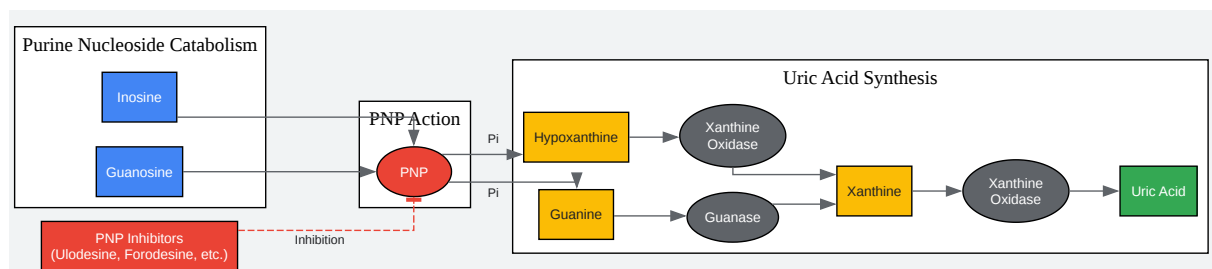 Purine Nucleoside Catabolism
Inosine
Guanosine
PNP Inhibitors
(Ulodesine, Forodesine, etc.)
Inhibition
PNP Action
PNP
Pi
Pi
Uric Acid Synthesis
Hypoxanthine
Guanine
Xanthine
Oxidase
Guanase
Xanthine
Xanthine
Oxidase
Uric Acid